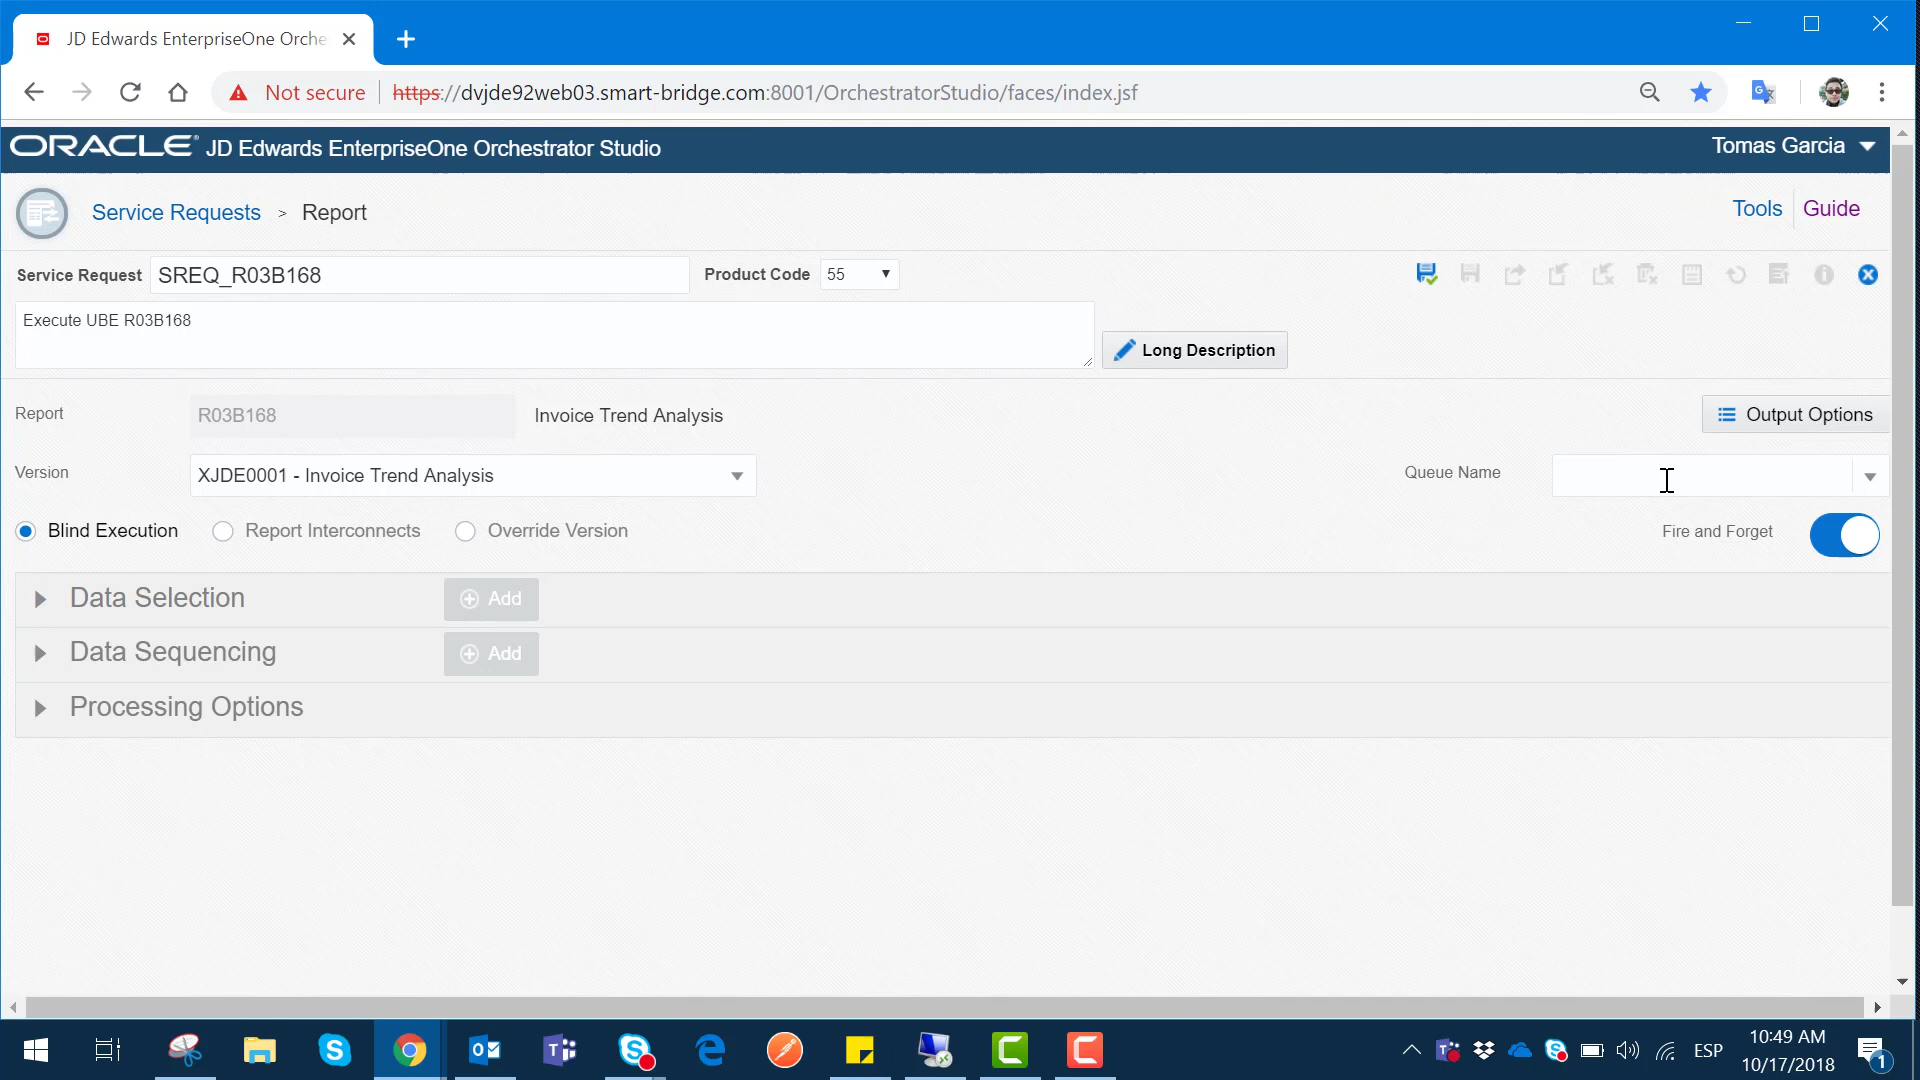 JD Edwards EnterpriseOne Orche
Not secure
https://dvjde92web03.smart-bridge.com:8001/OrchestratorStudio/faces/index.jsf
ORACLE® JD Edwards EnterpriseOne Orchestrator Studio
Tomas Garcia
Service Requests > Report
Tools
Guide
Service Request
SREQ_R03B168
Product Code
55
Execute UBE R03B168
Long Description
Report
R03B168
Invoice Trend Analysis
Output Options
Version
XJDE0001 - Invoice Trend Analysis
Queue Name
Blind Execution
Report Interconnects
Override Version
Fire and Forget
Data Selection
Add
Data Sequencing
Add
Processing Options
ESP
10:49 AM
10/17/2018
1